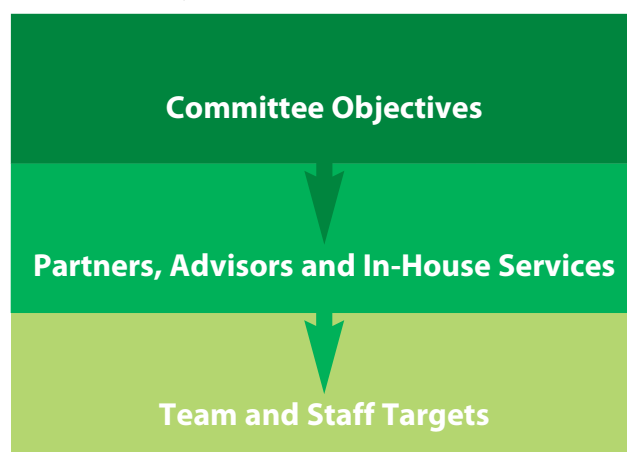 Committee Objectives
Partners, Advisors and In-House Services
Team and Staff Targets